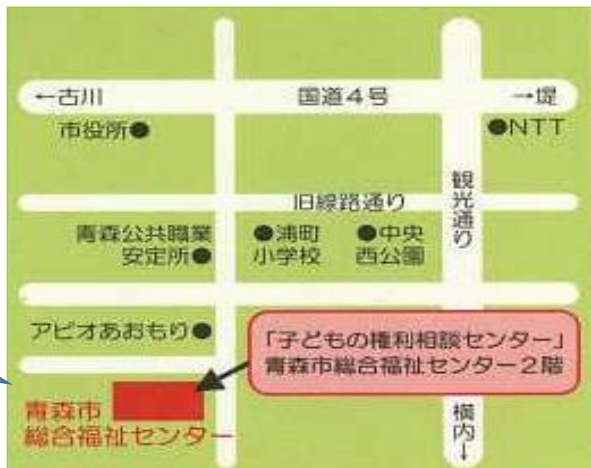 ←古川
国道4号
→堤
市役所●
●NTT
旧線路通り
観光通り
青森公共職業
安定所●
●浦町
小学校
●中央
西公園
アピオあおもり●
「子どもの権利相談センター」
青森市総合福祉センター2階
青森市
総合福祉センター
横内↓